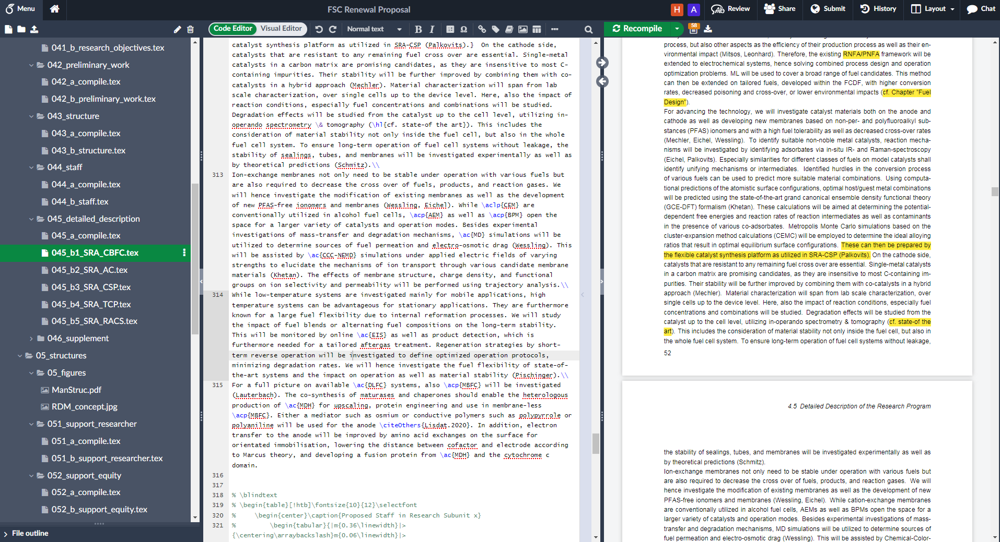 Menu
FSC Renewal Proposal
H
A
Review
Share
Submit
History
Layout
Chat
Code Editor
Visual Editor
Normal text
B
I
Ω
Recompile
58
041_b_research_objectives.tex
042_preliminary_work
042_a_compile.tex
042_b_preliminary_work.tex
043_structure
043_a_compile.tex
043_b_structure.tex
044_staff
044_a_compile.tex
044_b_staff.tex
045_detailed_description
045_a_compile.tex
045_b1_SRA_CBFC.tex
045_b2_SRA_AC.tex
045_b3_SRA_CSP.tex
045_b4_SRA_TCP.tex
045_b5_SRA_RACS.tex
046_supplement
05_structures
05_figures
ManStruc.pdf
RDM_concept.jpg
051_support_researcher
051_a_compile.tex
051_b_support_researcher.tex
052_support_equity
052_a_compile.tex
052_b_support_equity.tex
File outline
catalyst synthesis platform as utilized in SRA-CSP (Palkovits).}  On the cathode side,
catalysts that are resistant to any remaining fuel cross over are essential. Single-metal
catalysts in a carbon matrix are promising candidates, as they are insensitive to most C-
containing impurities. Their stability will be further improved by combining them with co-
catalysts in a hybrid approach (Mechler). Material characterization will span from lab
scale characterization, over single cells up to the device level. Here, also the impact of
reaction conditions, especially fuel concentrations and combinations will be studied.
Degradation effects will be studied from the catalyst up to the cell level, utilizing in-
operando spectrometry \& tomography (\hl{cf. state-of the art}). This includes the
consideration of material stability not only inside the fuel cell, but also in the whole
fuel cell system. To ensure long-term operation of fuel cell systems without leakage, the
stability of sealings, tubes, and membranes will be investigated experimentally as well as
by theoretical predictions (Schmitz).\\
313 Ion-exchange membranes not only need to be stable under operation with various fuels but
are also required to decrease the cross over of fuels, products, and reaction gases. We
will hence investigate the modification of existing membranes as well as the development
of new PFAS-free ionomers and membranes (Wessling, Eichel). While \aclp{CEM} are
conventionally utilized in alcohol fuel cells, \acp{AEM} as well as \acp{BPM} open the
space for a larger variety of catalysts and operation modes. Besides experimental
investigations of mass-transfer and degradation mechanisms, \ac{MD} simulations will be
utilized to determine sources of fuel permeation and electro-osmotic drag (Wessling). This
will be assisted by \ac{CCC-NEMD} simulations under applied electric fields of varying
strengths to elucidate the mechanisms of ion transport through various candidate membrane
materials (Khetan). The effects of membrane structure, charge density, and functional
groups on ion selectivity and permeability will be performed using trajectory analysis.\\
314 While low-temperature systems are investigated mainly for mobile applications, high
temperature systems can be advantageous for stationary applications. They are furthermore
known for a large fuel flexibility due to internal reformation processes. We will study
the impact of fuel blends or alternating fuel compositions on the long-term stability.
This will be monitored by online \ac{EIS} as well as product detection, which is
furthermore needed for a tailored aftergas treatment. Regeneration strategies by short-
term reverse operation will be investigated to define optimized operation protocols,
minimizing degradation rates. We will hence investigate the fuel flexibility of state-of-
the-art systems and the impact on operation as well as material stability (Pischinger).\\
315 For a full picture on available \ac{DLFC} systems, also \acp{MBFC} will be investigated
(Lauterbach). The co-synthesis of maturases and chaperones should enable the heterologous
production of \ac{MDH} for upscaling, protein engineering and use in membrane-less
\acp{MBFC}. Either a mediator such as osmium or conductive polymers such as polypyrrole or
polyaniline will be used for the anode \citeOthers{Lisdat.2020}. In addition, electron
transfer to the anode will be improved by amino acid exchanges on the surface for
orientated immobilisation, lowering the distance between cofactor and electrode according
to Marcus theory, and developing a fusion protein from \ac{MDH} and the cytochrome c
domain.
316
317
318 % \blindtext
319 % \begin{table}[!htb]\fontsize{10}{12}\selectfont
320 %     \begin{center}\caption{Proposed Staff in Research Subunit x}
321 %         \begin{tabular}{|m{0.36\linewidth}|>
{\centering\arraybackslash}m{0.06\linewidth}|>
process, but also other aspects as the efficiency of their production process as well as their en-
vironmental impact (Mitsos, Leonhard). Therefore, the existing RNFA/PNFA framework will be
extended to electrochemical systems, hence solving combined process design and operation
optimization problems. ML will be used to cover a broad range of fuel candidates. This method
can then be extended on tailored fuels, developed within the FCDF, with higher conversion
rates, decreased poisoning and cross-over, or lower environmental impacts (cf. Chapter "Fuel
Design").
For advancing the technology, we will investigate catalyst materials both on the anode and
cathode as well as developing new membranes based on non-per- and polyfluoroalkyl sub-
stances (PFAS) ionomers and with a high fuel tolerability as well as decreased cross-over rates
(Mechler, Eichel, Wessling). To identify suitable non-noble metal catalysts, reaction mecha-
nisms will be investigated by identifying adsorbates via in-situ IR- and Raman-spectroscopy
(Eichel, Palkovits). Especially similarities for different classes of fuels on model catalysts shall
identify unifying mechanisms or intermediates. Identified hurdles in the conversion process
of various fuels can be used to predict more suitable material combinations. Using computa-
tional predictions of the atomistic surface configurations, optimal host/guest metal combinations
will be predicted using the state-of-the-art grand canonical ensemble density functional theory
(GCE-DFT) formalism (Khetan). These calculations will be aimed at determining the potential-
dependent free energies and reaction rates of reaction intermediates as well as contaminants
in the presence of various co-adsorbates. Metropolis Monte Carlo simulations based on the
cluster-expansion method calculations (CEMC) will be employed to determine the ideal alloying
ratios that result in optimal equilibrium surface configurations. These can then be prepared by
the flexible catalyst synthesis platform as utilized in SRA-CSP (Palkovits). On the cathode side,
catalysts that are resistant to any remaining fuel cross over are essential. Single-metal catalysts
in a carbon matrix are promising candidates, as they are insensitive to most C-containing im-
purities. Their stability will be further improved by combining them with co-catalysts in a hybrid
approach (Mechler). Material characterization will span from lab scale characterization, over
single cells up to the device level. Here, also the impact of reaction conditions, especially fuel
concentrations and combinations will be studied. Degradation effects will be studied from the
catalyst up to the cell level, utilizing in-operando spectrometry & tomography (cf. state-of the
art). This includes the consideration of material stability not only inside the fuel cell, but also in
the whole fuel cell system. To ensure long-term operation of fuel cell systems without leakage,
52
4.5 Detailed Description of the Research Program
the stability of sealings, tubes, and membranes will be investigated experimentally as well as
by theoretical predictions (Schmitz).
Ion-exchange membranes not only need to be stable under operation with various fuels but
are also required to decrease the cross over of fuels, products, and reaction gases. We will
hence investigate the modification of existing membranes as well as the development of new
PFAS-free ionomers and membranes (Wessling, Eichel). While cation-exchange membranes
are conventionally utilized in alcohol fuel cells, AEMs as well as BPMs open the space for a
larger variety of catalysts and operation modes. Besides experimental investigations of mass-
transfer and degradation mechanisms, MD simulations will be utilized to determine sources of
fuel permeation and electro-osmotic drag (Wessling). This will be assisted by Chemical-Color-